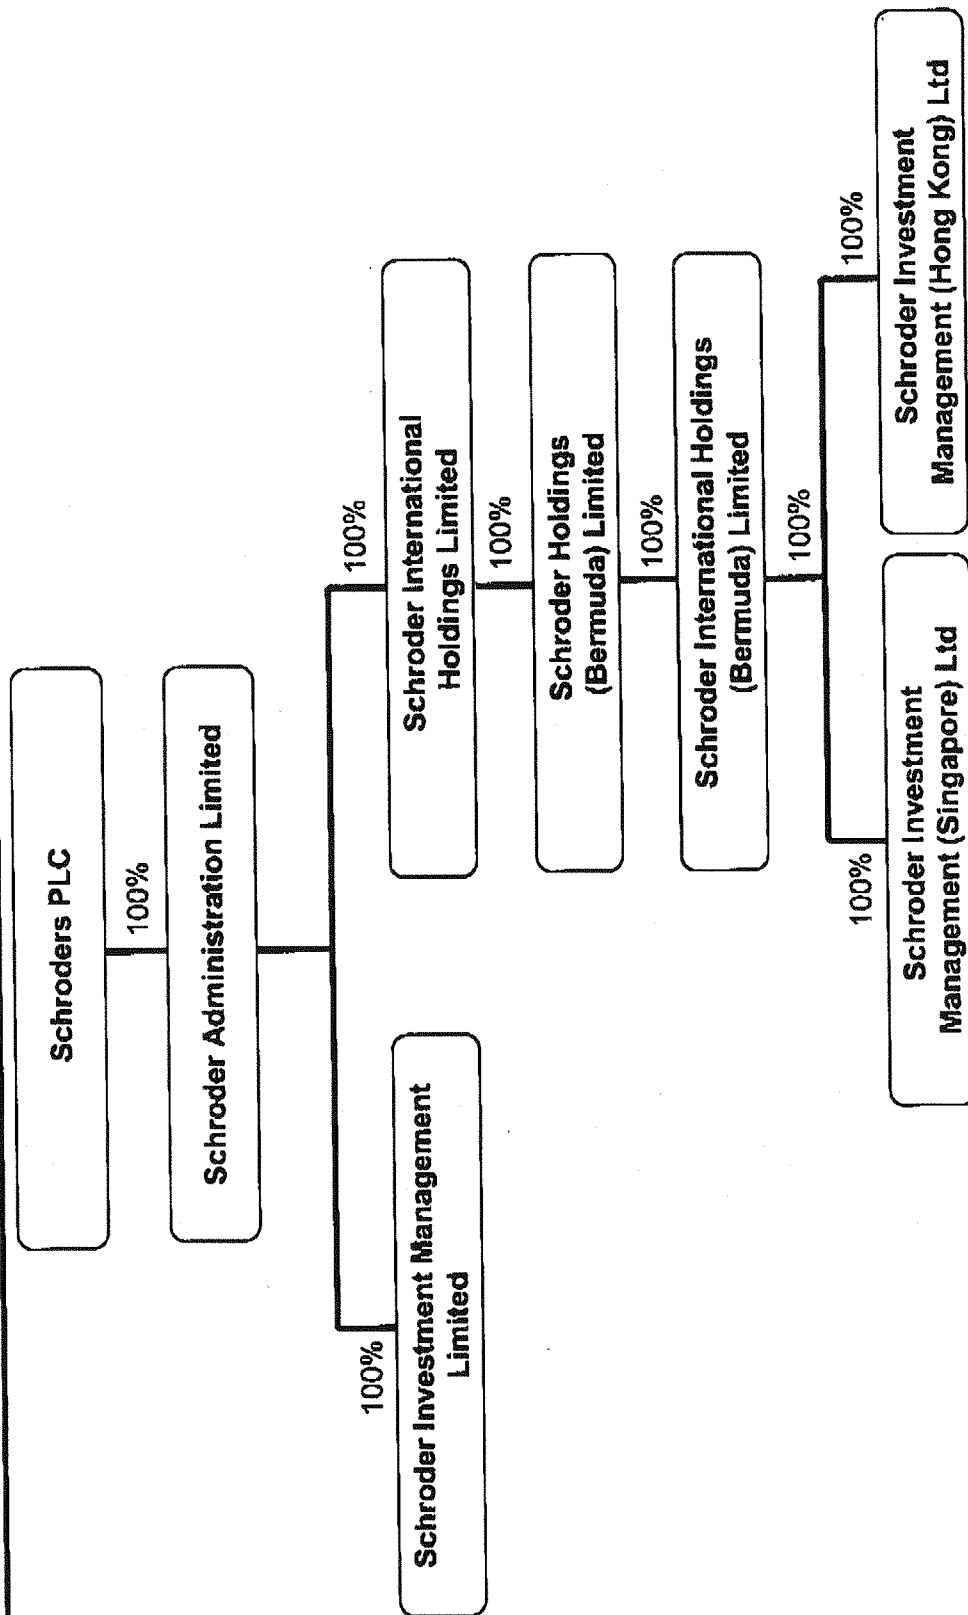 Schroders PLC
100%
Schroder Administration Limited
100%
Schroder Investment Management
Limited
100%
Schroder International
Holdings Limited
100%
Schroder Holdings
(Bermuda) Limited
100%
Schroder International Holdings
(Bermuda) Limited
100%
100%
Schroder Investment
Management (Singapore) Ltd
100%
Schroder Investment
Management (Hong Kong) Ltd